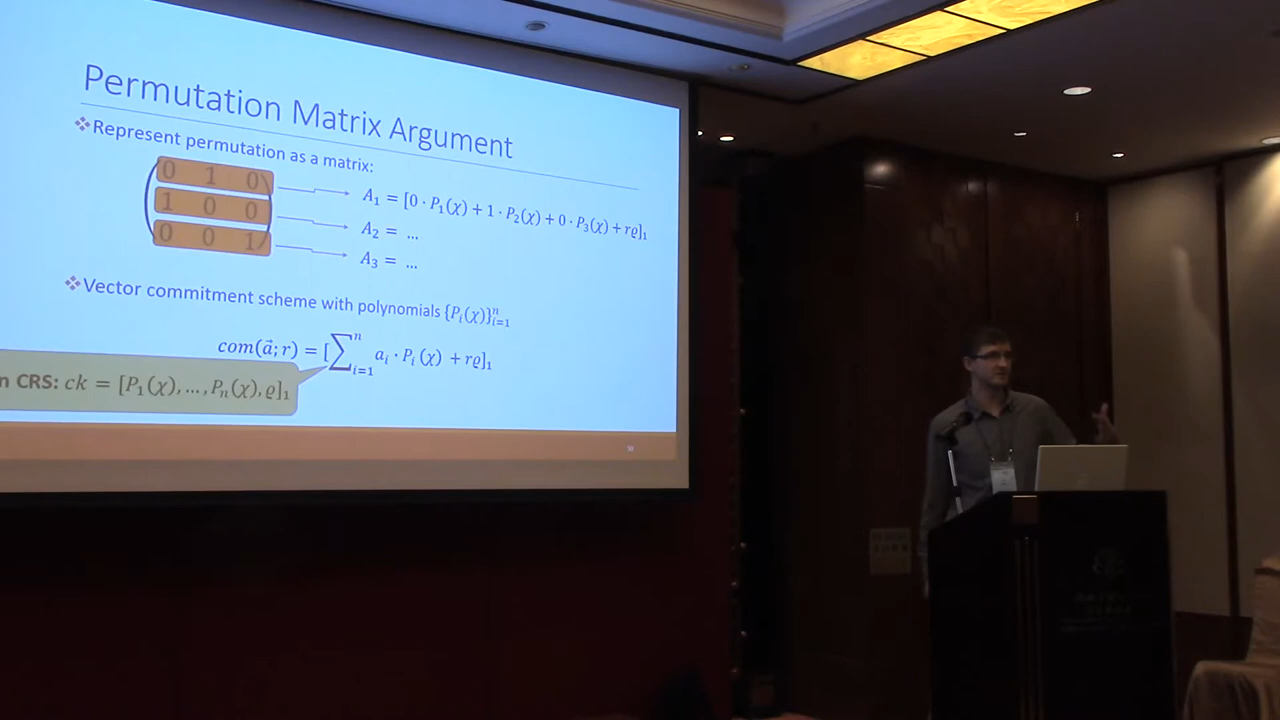 Permutation Matrix Argument
❖Represent permutation as a matrix:
0 1 0
1 0 0
0 0 1
A₁ = [0 · P₁(χ) + 1 · P₂(χ) + 0 · P₃(χ) + rϱ]₁
A₂ = ...
A₃ = ...
❖Vector commitment scheme with polynomials {Pᵢ(χ)}ⁿᵢ₌₁
com(a⃗; r) = [∑ⁿᵢ₌₁ aᵢ · Pᵢ (χ) + rϱ]₁
n CRS: ck = [P₁(χ), ..., Pₙ(χ), ϱ]₁